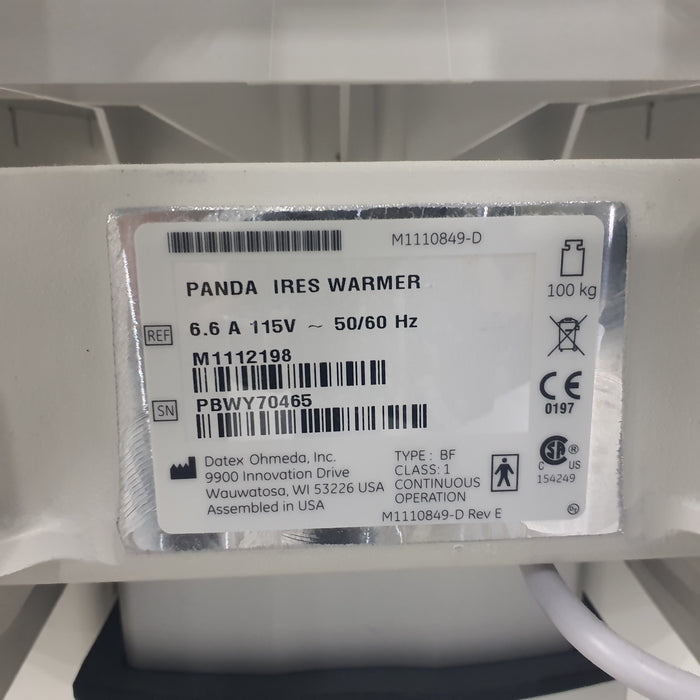 M1110849-D
PANDA IRES WARMER
100 kg
REF
6.6 A 115V ~ 50/60 Hz
M1112198
SN
PBWY70465
CE
0197
Datex Ohmeda, Inc.
9900 Innovation Drive
Wauwatosa, WI 53226 USA
Assembled in USA
TYPE: BF
CLASS: 1
CONTINUOUS
OPERATION
M1110849-D Rev E
SA ®
C US
154249